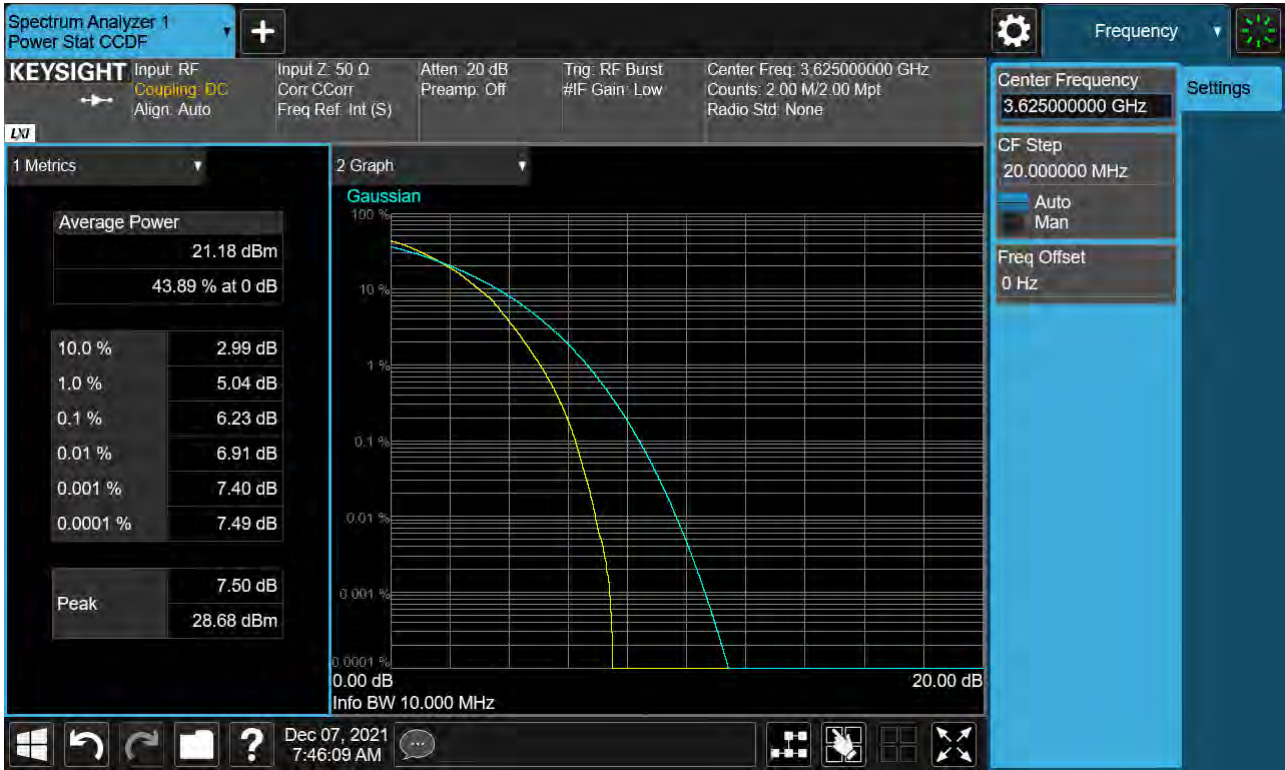 Spectrum Analyzer 1
Power Stat CCDF
Frequency
KEYSIGHT
Input: RF
Coupling: DC
Align: Auto
Input Z: 50 Ω
Corr CCorr
Freq Ref: Int (S)
Atten: 20 dB
Preamp: Off
Trig: RF Burst
#IF Gain: Low
Center Freq: 3.625000000 GHz
Counts: 2.00 M/2.00 Mpt
Radio Std: None
LXI
Center Frequency
3.625000000 GHz
Settings
CF Step
20.000000 MHz
Auto
Man
Freq Offset
0 Hz
1 Metrics
Average Power
21.18 dBm
43.89 % at 0 dB
10.0 % 2.99 dB
1.0 % 5.04 dB
0.1 % 6.23 dB
0.01 % 6.91 dB
0.001 % 7.40 dB
0.0001 % 7.49 dB
Peak
7.50 dB
28.68 dBm
2 Graph
Gaussian
100 %
10 %
1 %
0.1 %
0.01 %
0.001 %
0.0001 %
0.00 dB
20.00 dB
Info BW 10.000 MHz
?
Dec 07, 2021
7:46:09 AM